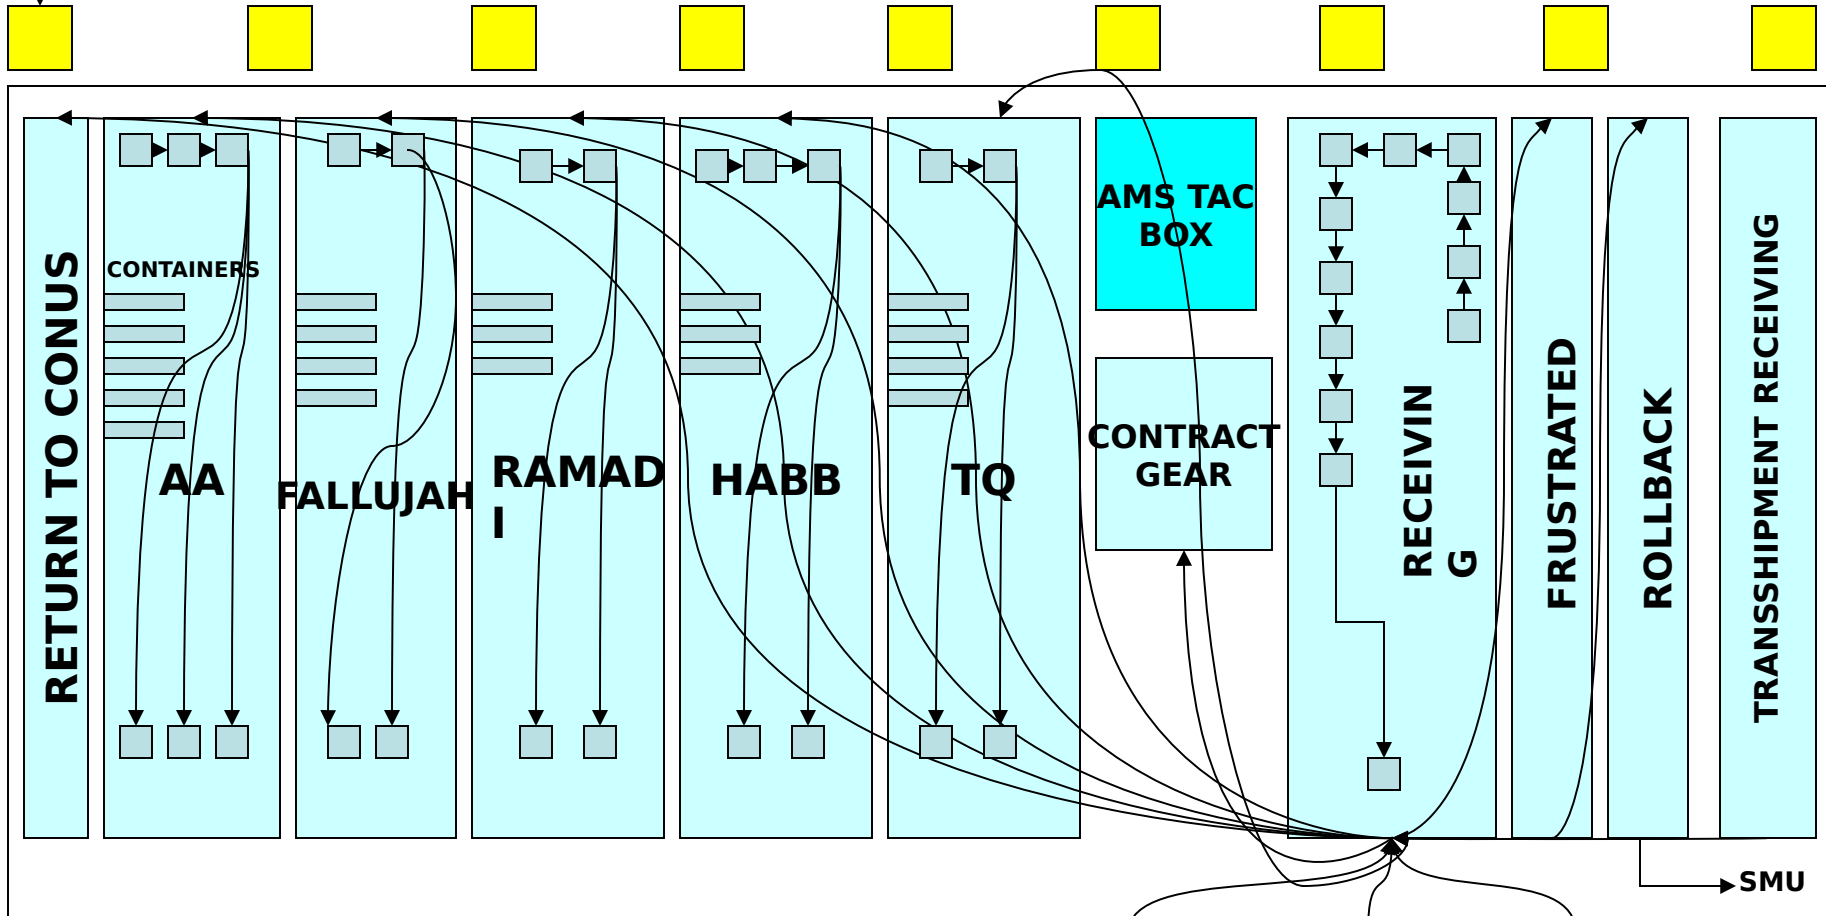 RETURN TO CONUS
CONTAINERS
AA
FALLUJAH
RAMAD
I
HABB
TQ
AMS TAC
BOX
CONTRACT
GEAR
RECEIVIN
G
FRUSTRATED
ROLLBACK
TRANSSHIPMENT RECEIVING
SMU